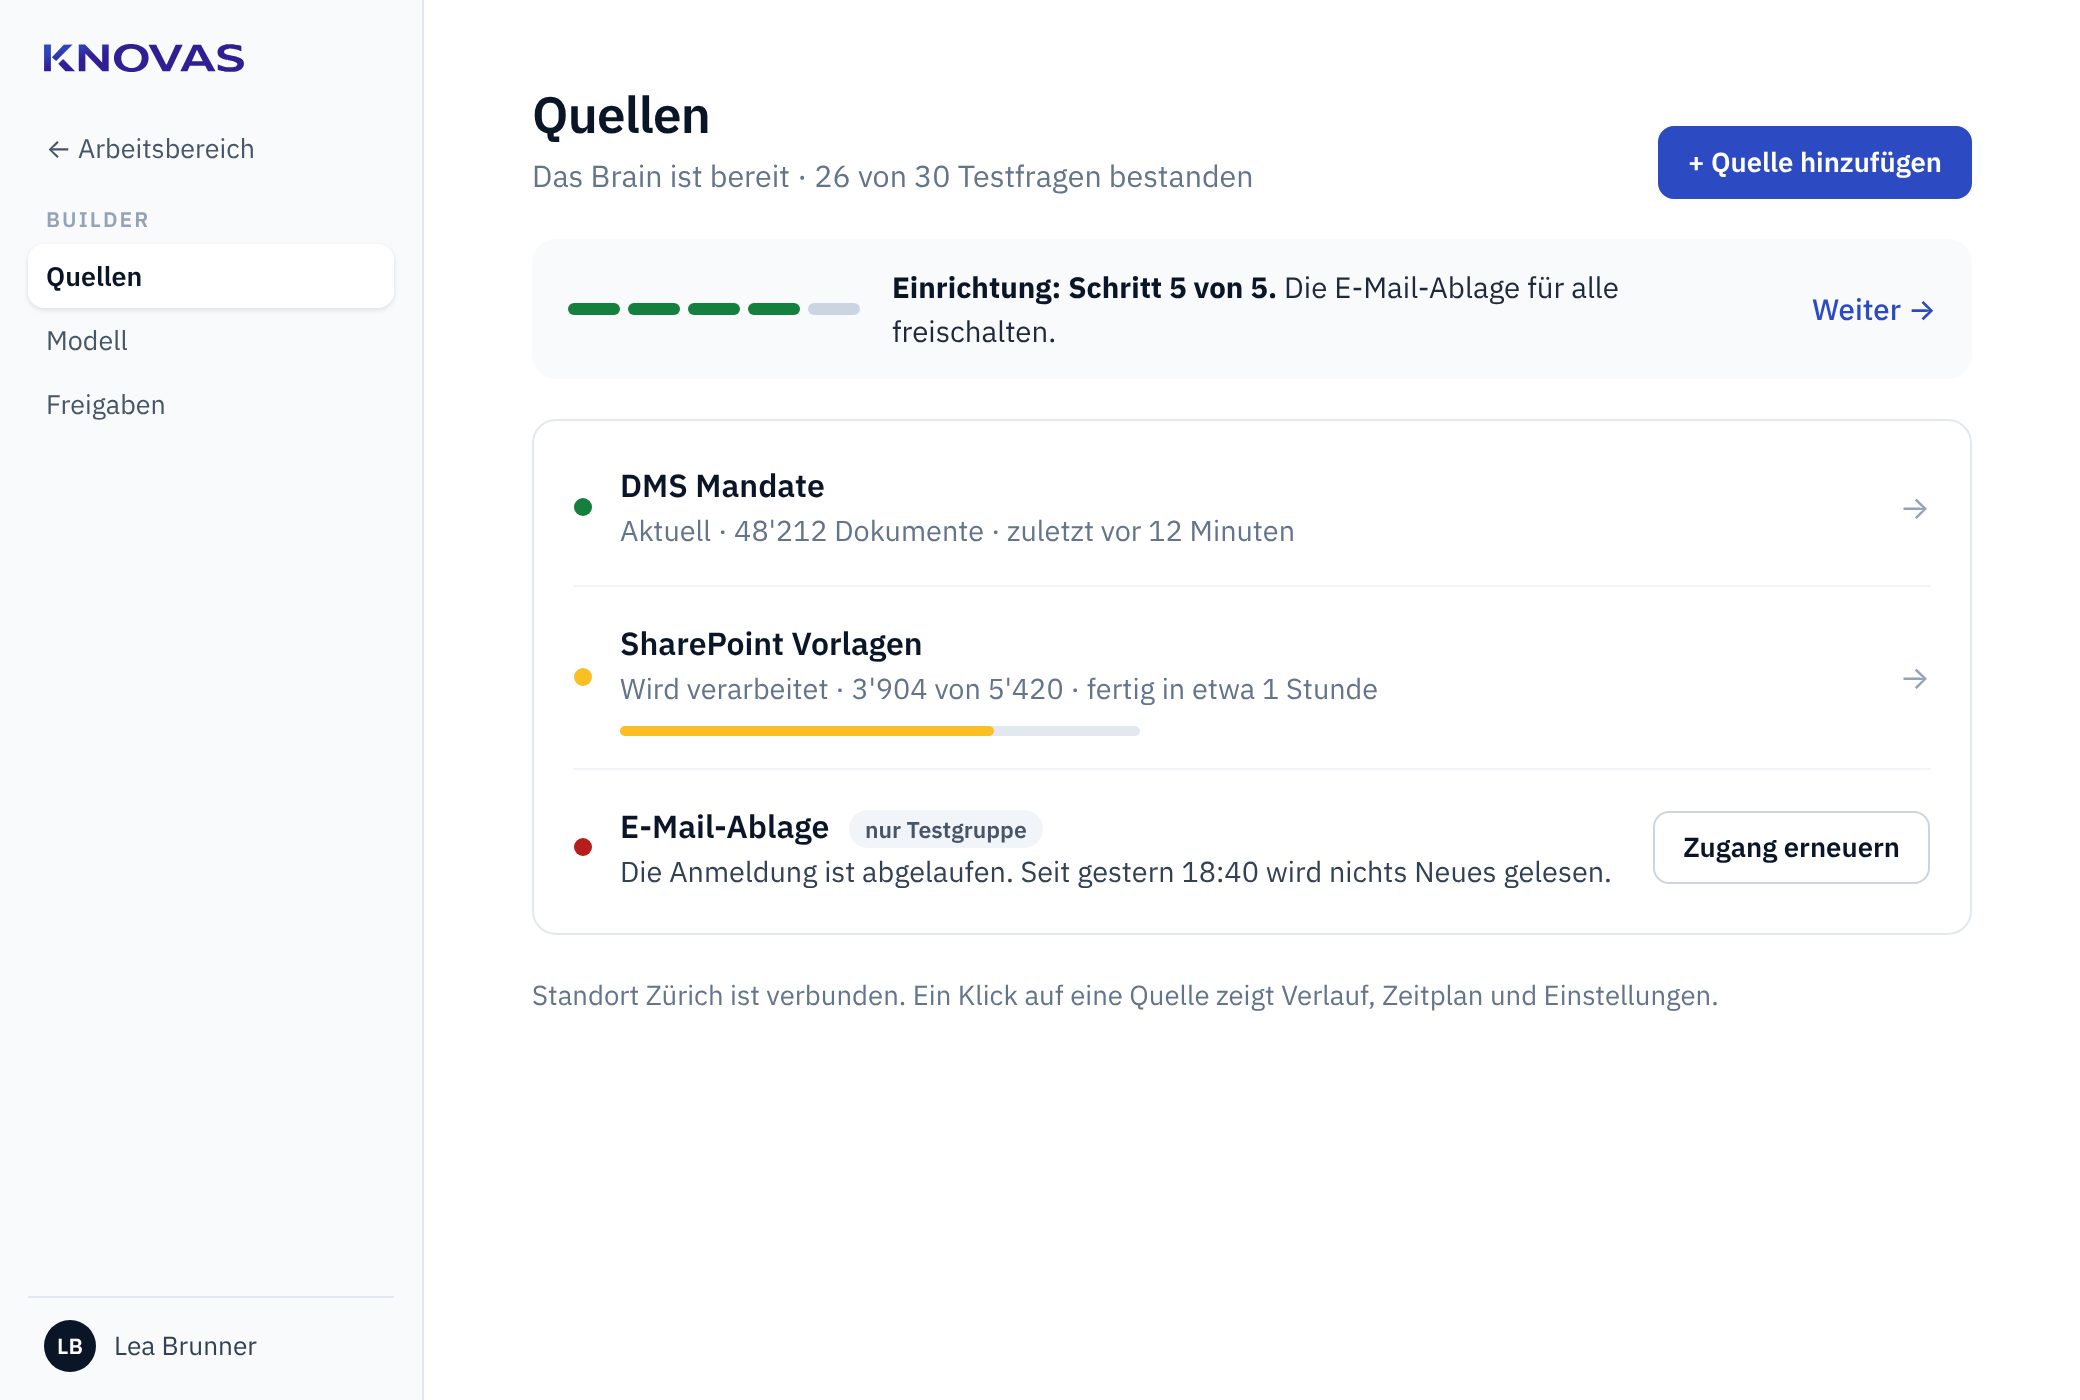 KNOVAS
← Arbeitsbereich
BUILDER
Quellen
Modell
Freigaben
LB Lea Brunner
Quellen
Das Brain ist bereit · 26 von 30 Testfragen bestanden
+ Quelle hinzufügen
Einrichtung: Schritt 5 von 5. Die E-Mail-Ablage für alle
freischalten.
Weiter →
DMS Mandate
Aktuell · 48'212 Dokumente · zuletzt vor 12 Minuten
→
SharePoint Vorlagen
Wird verarbeitet · 3'904 von 5'420 · fertig in etwa 1 Stunde
→
E-Mail-Ablage nur Testgruppe
Die Anmeldung ist abgelaufen. Seit gestern 18:40 wird nichts Neues gelesen.
Zugang erneuern
Standort Zürich ist verbunden. Ein Klick auf eine Quelle zeigt Verlauf, Zeitplan und Einstellungen.